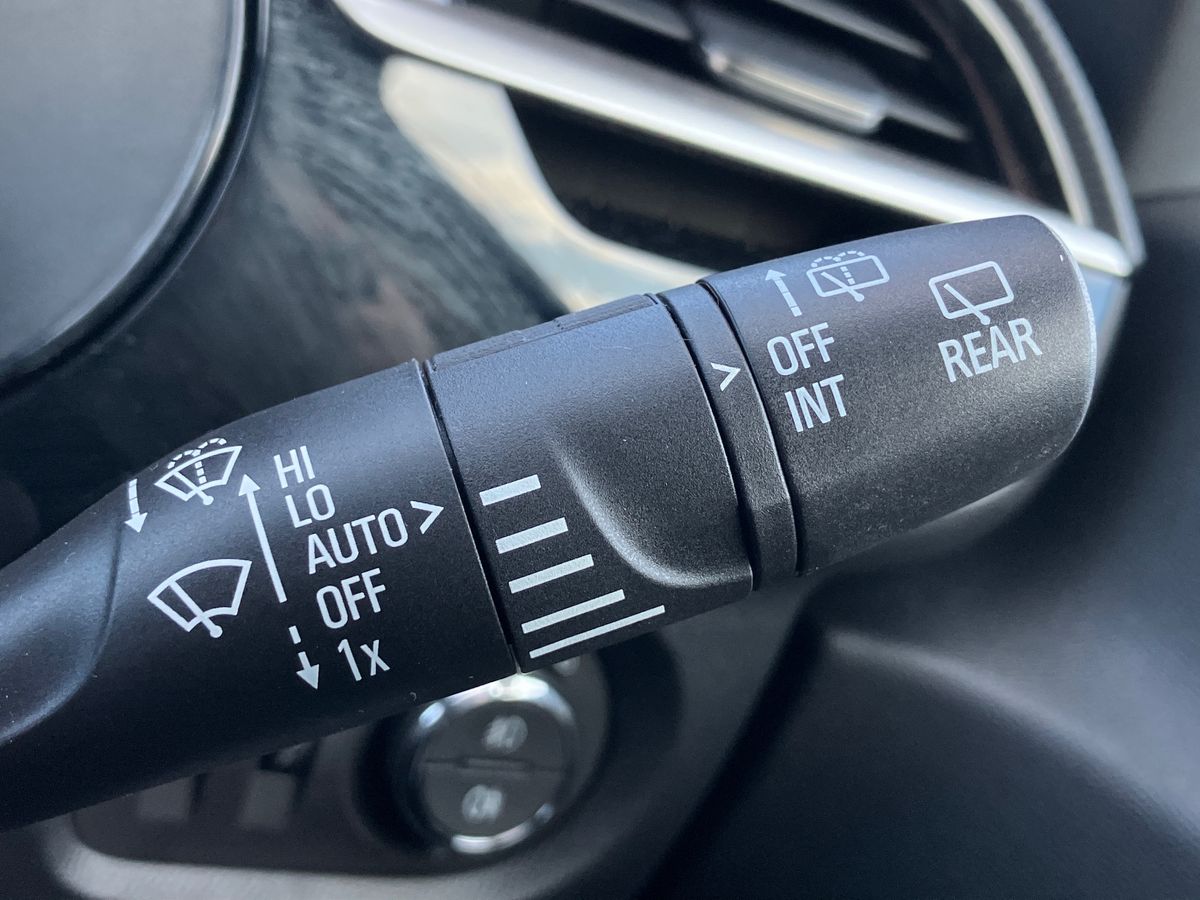 HI
LO
AUTO >
OFF
1x
>
OFF
INT
REAR